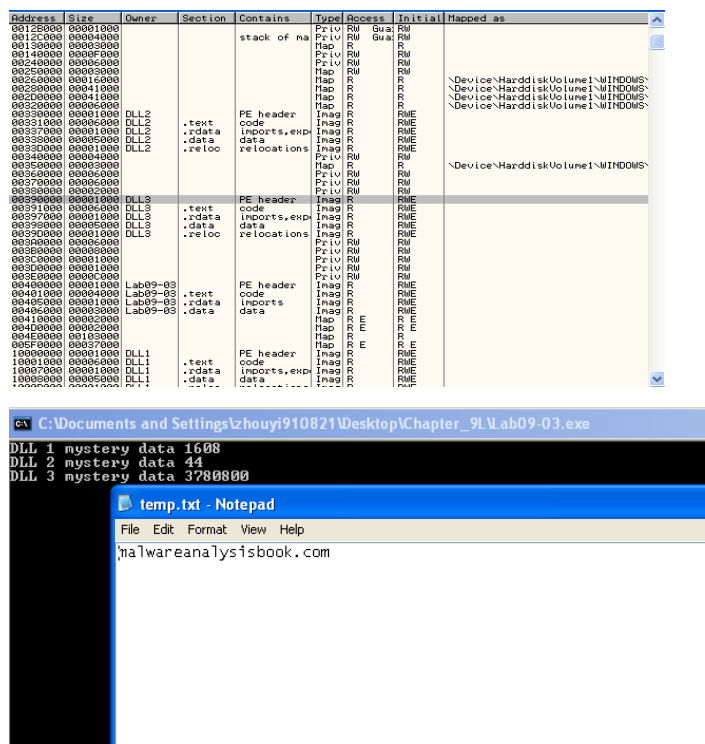 Address Size Owner Section Contains Type Access Initial Mapped as
0012B000 00001000 Priv RW Gua RW
0012C000 00004000 stack of ma Priv RW Gua RW
00130000 00003000 Map R R
00140000 0000F000 Priv RW RW
00240000 00006000 Priv RW RW
00250000 00003000 Map RW RW
00260000 00016000 Map R R \Device\HarddiskVolume1\WINDOWS\
00280000 00041000 Map R R \Device\HarddiskVolume1\WINDOWS\
002D0000 00041000 Map R R \Device\HarddiskVolume1\WINDOWS\
00320000 00006000 Map R R \Device\HarddiskVolume1\WINDOWS\
00330000 00001000 DLL2 PE header Imag R RWE
00331000 00006000 DLL2 .text code Imag R RWE
00337000 00001000 DLL2 .rdata imports,exp Imag R RWE
00338000 00005000 DLL2 .data data Imag R RWE
0033D000 00001000 DLL2 .reloc relocations Imag R RWE
00340000 00004000 Priv RW RW
00350000 00003000 Map R R \Device\HarddiskVolume1\WINDOWS\
00360000 00006000 Priv RW RW
00370000 00006000 Priv RW RW
00380000 00002000 Priv RW RW
00390000 00001000 DLL3 PE header Imag R RWE
00391000 00006000 DLL3 .text code Imag R RWE
00397000 00001000 DLL3 .rdata imports,exp Imag R RWE
00398000 00005000 DLL3 .data data Imag R RWE
0039D000 00001000 DLL3 .reloc relocations Imag R RWE
003A0000 00006000 Priv RW RW
003B0000 00008000 Priv RW RW
003C0000 00001000 Priv RW RW
003D0000 00001000 Priv RW RW
003E0000 0000C000 Priv RW RW
00400000 00001000 Lab09-03 PE header Imag R RWE
00401000 00004000 Lab09-03 .text code Imag R RWE
00405000 00001000 Lab09-03 .rdata imports Imag R RWE
00406000 00003000 Lab09-03 .data data Imag R RWE
00410000 00008000 Map R E R E
004D0000 00002000 Map R E R E
004E0000 00103000 Map R R
005F0000 00037000 Map R E R E
10000000 00001000 DLL1 PE header Imag R RWE
10001000 00006000 DLL1 .text code Imag R RWE
10007000 00001000 DLL1 .rdata imports,exp Imag R RWE
10008000 00005000 DLL1 .data data Imag R RWE
C:\Documents and Settings\zhouyi910821\Desktop\Chapter_9L\Lab09-03.exe
DLL 1 mystery data 1608
DLL 2 mystery data 44
DLL 3 mystery data 3780800
temp.txt - Notepad
File Edit Format View Help
malwareanalysisbook.com